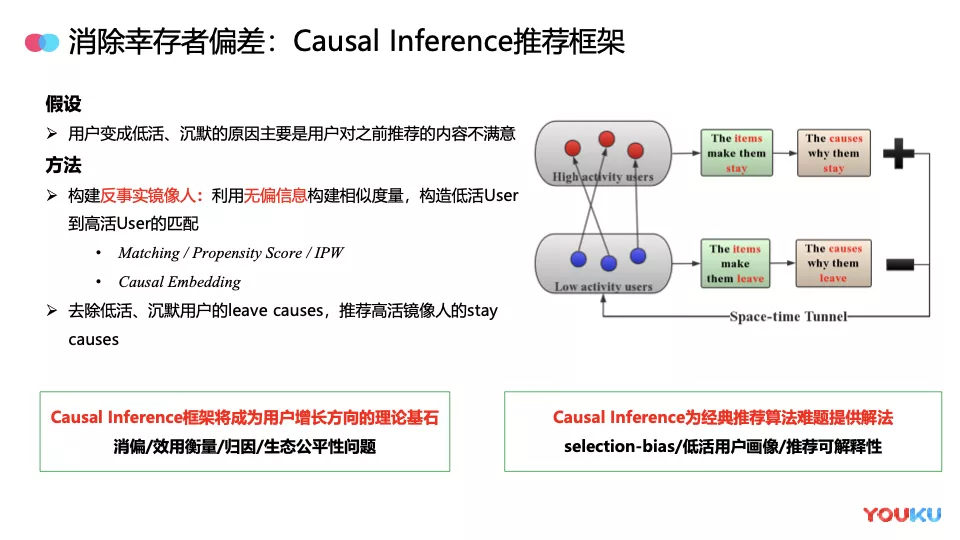 消除幸存者偏差：Causal Inference推荐框架
假设
➢ 用户变成低活、沉默的原因主要是用户对之前推荐的内容不满意
方法
➢ 构建反事实镜像人：利用无偏信息构建相似度量，构造低活User
到高活User的匹配
• Matching / Propensity Score / IPW
• Causal Embedding
➢ 去除低活、沉默用户的leave causes，推荐高活镜像人的stay
causes
High activity users
The items
make them
stay
The causes
why them
stay
Low activity users
The items
make
them leave
The causes
why them
leave
Space-time Tunnel
Causal Inference框架将成为用户增长方向的理论基石
消偏/效用衡量/归因/生态公平性问题
Causal Inference为经典推荐算法难题提供解法
selection-bias/低活用户画像/推荐可解释性
YOUKU